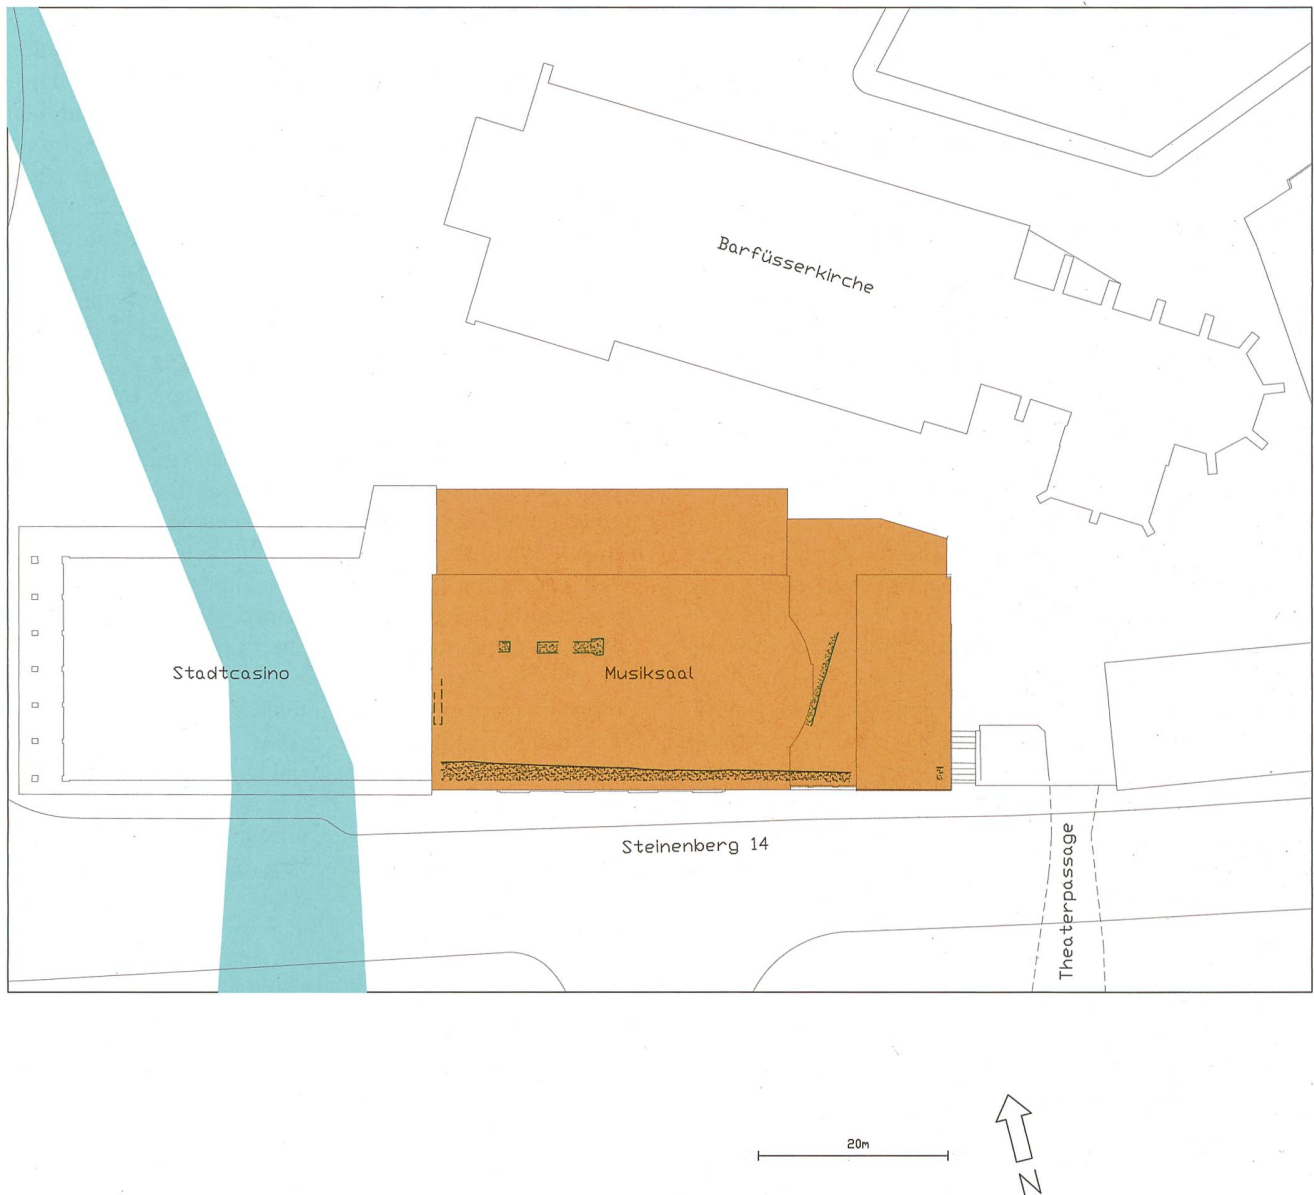 Barfüsserkirche
Stadtcasino
Musiksaal
Steinenberg 14
Theaterpassage
20m
N